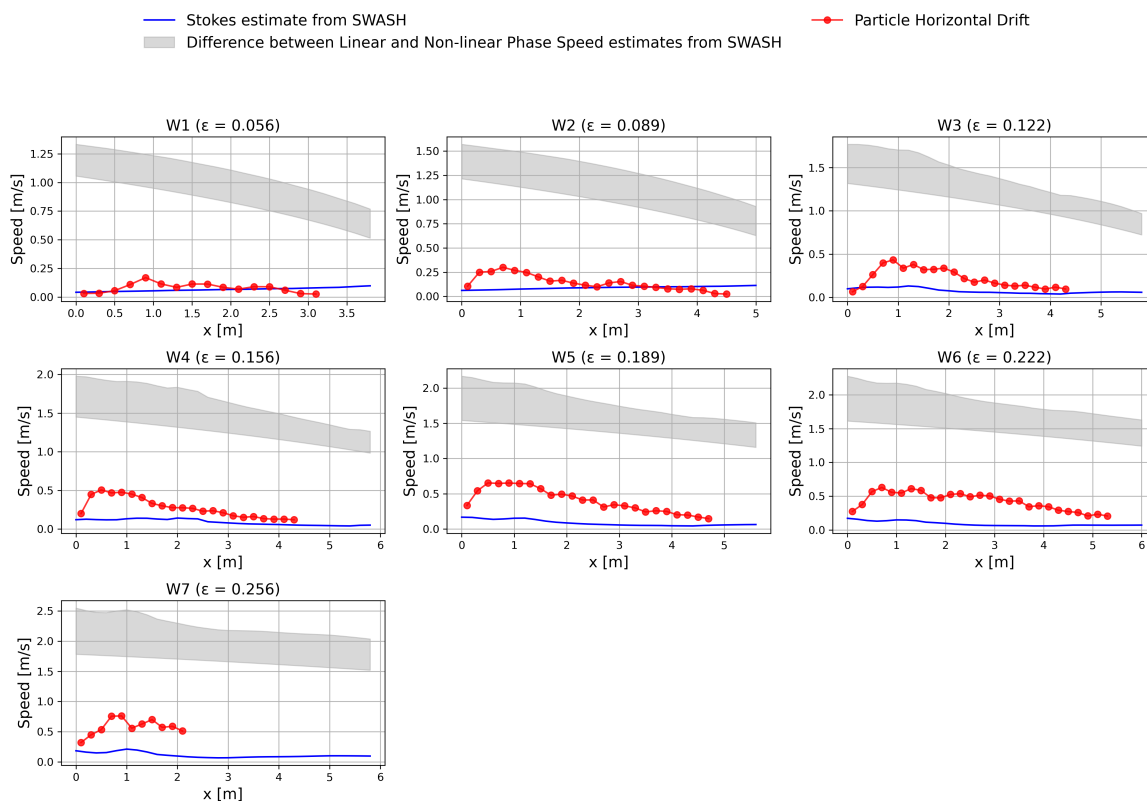 Stokes estimate from SWASH
Difference between Linear and Non-linear Phase Speed estimates from SWASH
Particle Horizontal Drift
W1 (ε = 0.056)
Speed [m/s]
1.25
1.00
0.75
0.50
0.25
0.00
0.0 0.5 1.0 1.5 2.0 2.5 3.0 3.5
x [m]
W2 (ε = 0.089)
Speed [m/s]
1.50
1.25
1.00
0.75
0.50
0.25
0.00
0 1 2 3 4 5
x [m]
W3 (ε = 0.122)
Speed [m/s]
1.5
1.0
0.5
0.0
0 1 2 3 4 5
x [m]
W4 (ε = 0.156)
Speed [m/s]
2.0
1.5
1.0
0.5
0.0
0 1 2 3 4 5 6
x [m]
W5 (ε = 0.189)
Speed [m/s]
2.0
1.5
1.0
0.5
0.0
0 1 2 3 4 5
x [m]
W6 (ε = 0.222)
Speed [m/s]
2.0
1.5
1.0
0.5
0.0
0 1 2 3 4 5 6
x [m]
W7 (ε = 0.256)
Speed [m/s]
2.5
2.0
1.5
1.0
0.5
0.0
0 1 2 3 4 5 6
x [m]